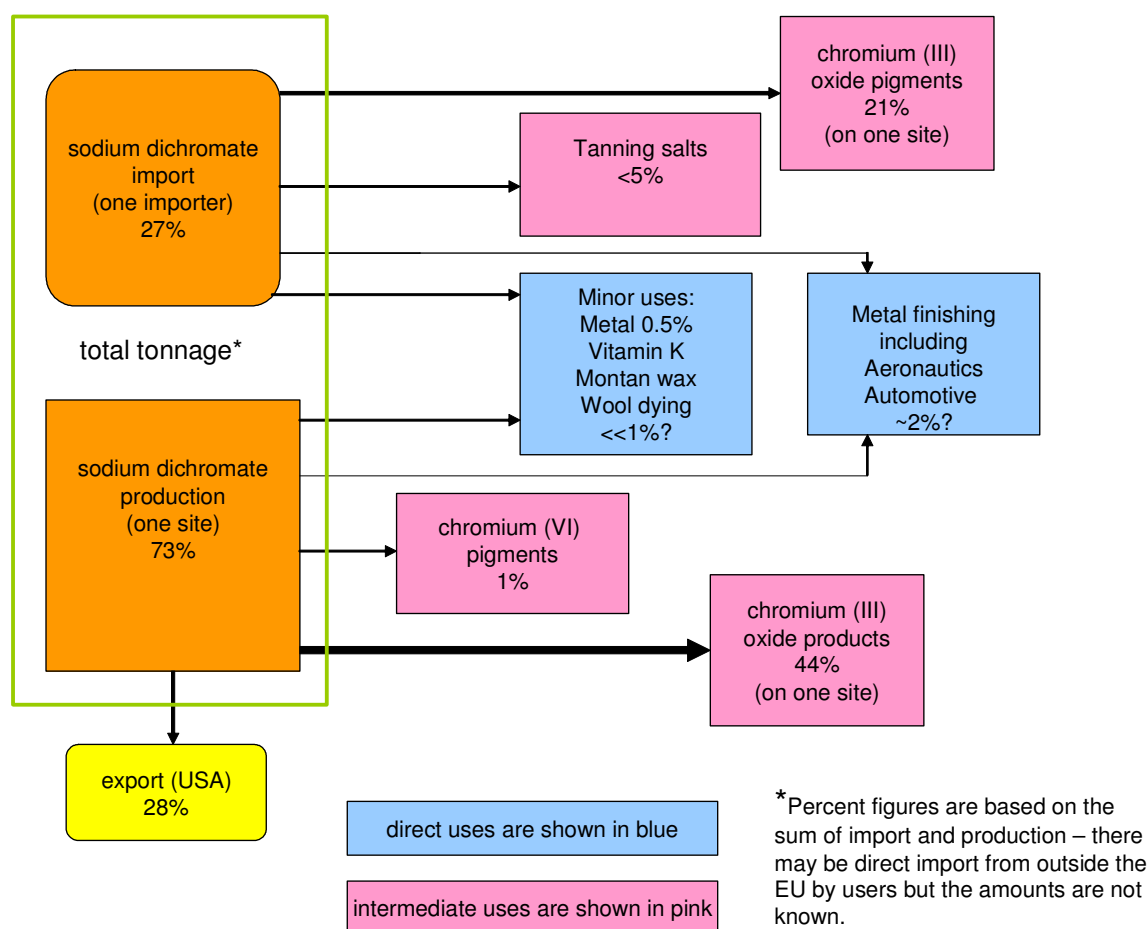 chromium (III)
oxide pigments
21%
(on one site)
sodium dichromate
import
(one importer)
27%
Tanning salts
<5%
Minor uses:
Metal 0.5%
Vitamin K
Montan wax
Wool dying
<<1%?
Metal finishing
including
Aeronautics
Automotive
~2%?
total tonnage*
sodium dichromate
production
(one site)
73%
chromium (VI)
pigments
1%
chromium (III)
oxide products
44%
(on one site)
export (USA)
28%
direct uses are shown in blue
intermediate uses are shown in pink
*Percent figures are based on the
sum of import and production – there
may be direct import from outside the
EU by users but the amounts are not
known.